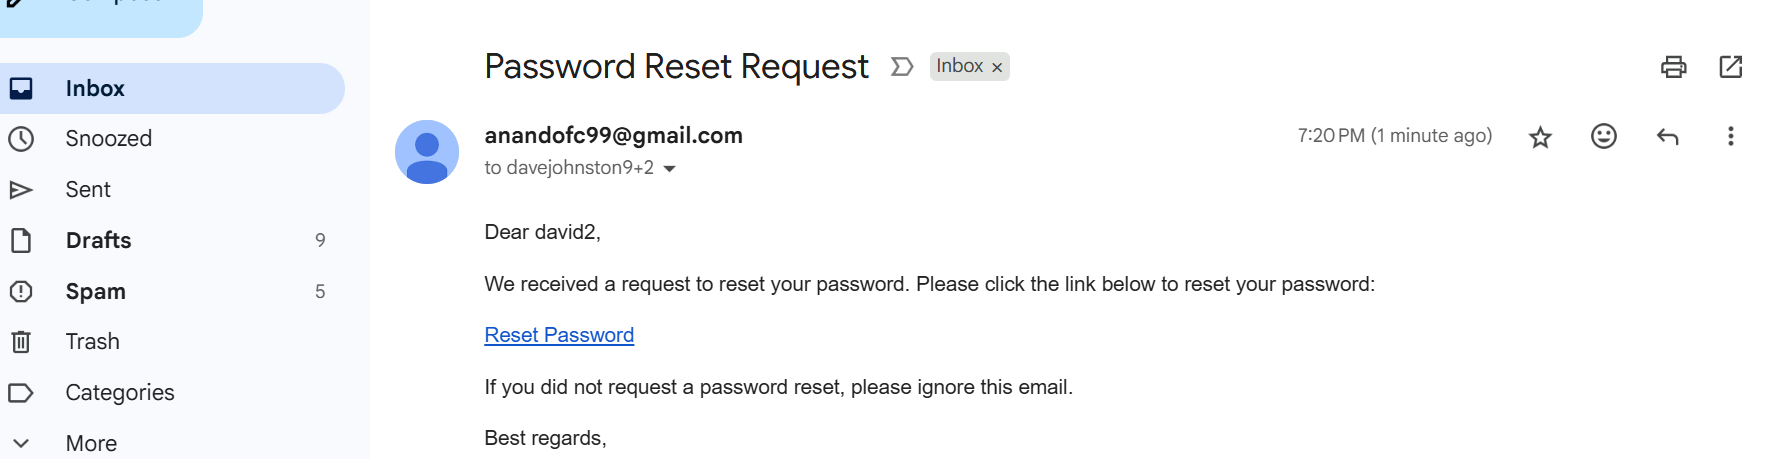 Inbox
Snoozed
Sent
Drafts 9
Spam 5
Trash
Categories
More
Password Reset Request Inbox ×
anandofc99@gmail.com 7:20 PM (1 minute ago)
to davejohnston9+2
Dear david2,
We received a request to reset your password. Please click the link below to reset your password:
Reset Password
If you did not request a password reset, please ignore this email.
Best regards,